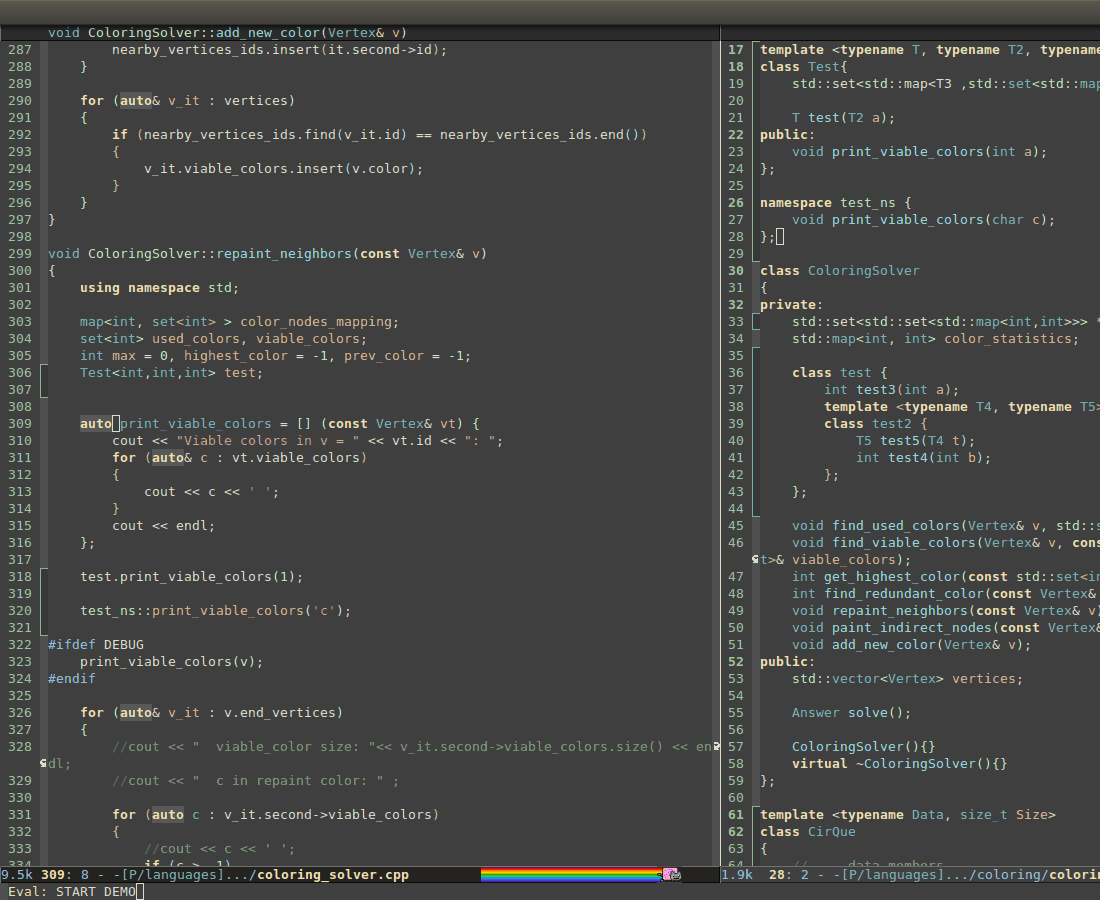 void ColoringSolver::add_new_color(Vertex& v)
287         nearby_vertices_ids.insert(it.second->id);
288     }
289
290     for (auto& v_it : vertices)
291     {
292         if (nearby_vertices_ids.find(v_it.id) == nearby_vertices_ids.end())
293         {
294             v_it.viable_colors.insert(v.color);
295         }
296     }
297 }
298
299 void ColoringSolver::repaint_neighbors(const Vertex& v)
300 {
301     using namespace std;
302
303     map<int, set<int> > color_nodes_mapping;
304     set<int> used_colors, viable_colors;
305     int max = 0, highest_color = -1, prev_color = -1;
306     Test<int,int,int> test;
307
308
309     auto print_viable_colors = [] (const Vertex& vt) {
310         cout << "Viable colors in v = " << vt.id << ": ";
311         for (auto& c : vt.viable_colors)
312         {
313             cout << c << ' ';
314         }
315         cout << endl;
316     };
317
318     test.print_viable_colors(1);
319
320     test_ns::print_viable_colors('c');
321
322 #ifdef DEBUG
323     print_viable_colors(v);
324 #endif
325
326     for (auto& v_it : v.end_vertices)
327     {
328         //cout << "  viable_color size: "<< v_it.second->viable_colors.size() << en
dl;
329         //cout << "  c in repaint color: " ;
330
331         for (auto c : v_it.second->viable_colors)
332         {
333             //cout << c << ' ';
334             if (c > -1)
9.5k 309: 8 - -[P/languages].../coloring_solver.cpp
17 template <typename T, typename T2, typename
18 class Test{
19     std::set<std::map<T3 ,std::set<std::map
20
21     T test(T2 a);
22 public:
23     void print_viable_colors(int a);
24 };
25
26 namespace test_ns {
27     void print_viable_colors(char c);
28 };
29
30 class ColoringSolver
31 {
32 private:
33     std::set<std::set<std::map<int,int>>> *
34     std::map<int, int> color_statistics;
35
36     class test {
37         int test3(int a);
38         template <typename T4, typename T5>
39         class test2 {
40             T5 test5(T4 t);
41             int test4(int b);
42         };
43     };
44
45     void find_used_colors(Vertex& v, std::s
46     void find_viable_colors(Vertex& v, cons
t>& viable_colors);
47     int get_highest_color(const std::set<in
48     int find_redundant_color(const Vertex&
49     void repaint_neighbors(const Vertex& v)
50     void paint_indirect_nodes(const Vertex&
51     void add_new_color(Vertex& v);
52 public:
53     std::vector<Vertex> vertices;
54
55     Answer solve();
56
57     ColoringSolver(){}
58     virtual ~ColoringSolver(){}
59 };
60
61 template <typename Data, size_t Size>
62 class CirQue
63 {
64     // data members
1.9k  28: 2 - -[P/languages].../coloring/colorin
Eval: START DEMO